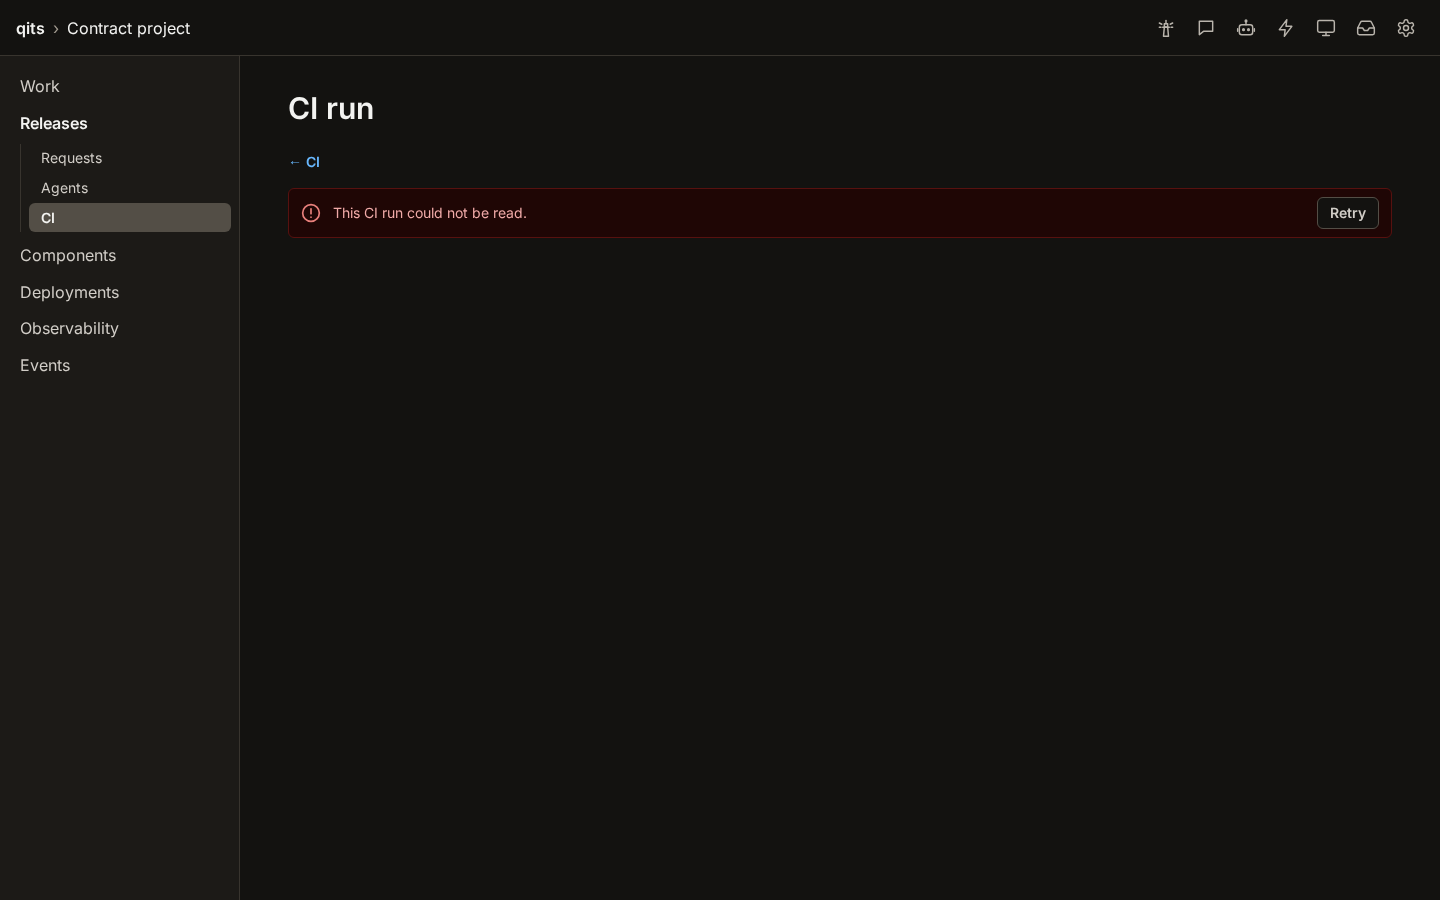 qits › Contract project
Work
Releases
Requests
Agents
CI
Components
Deployments
Observability
Events
CI run
← CI
This CI run could not be read.
Retry